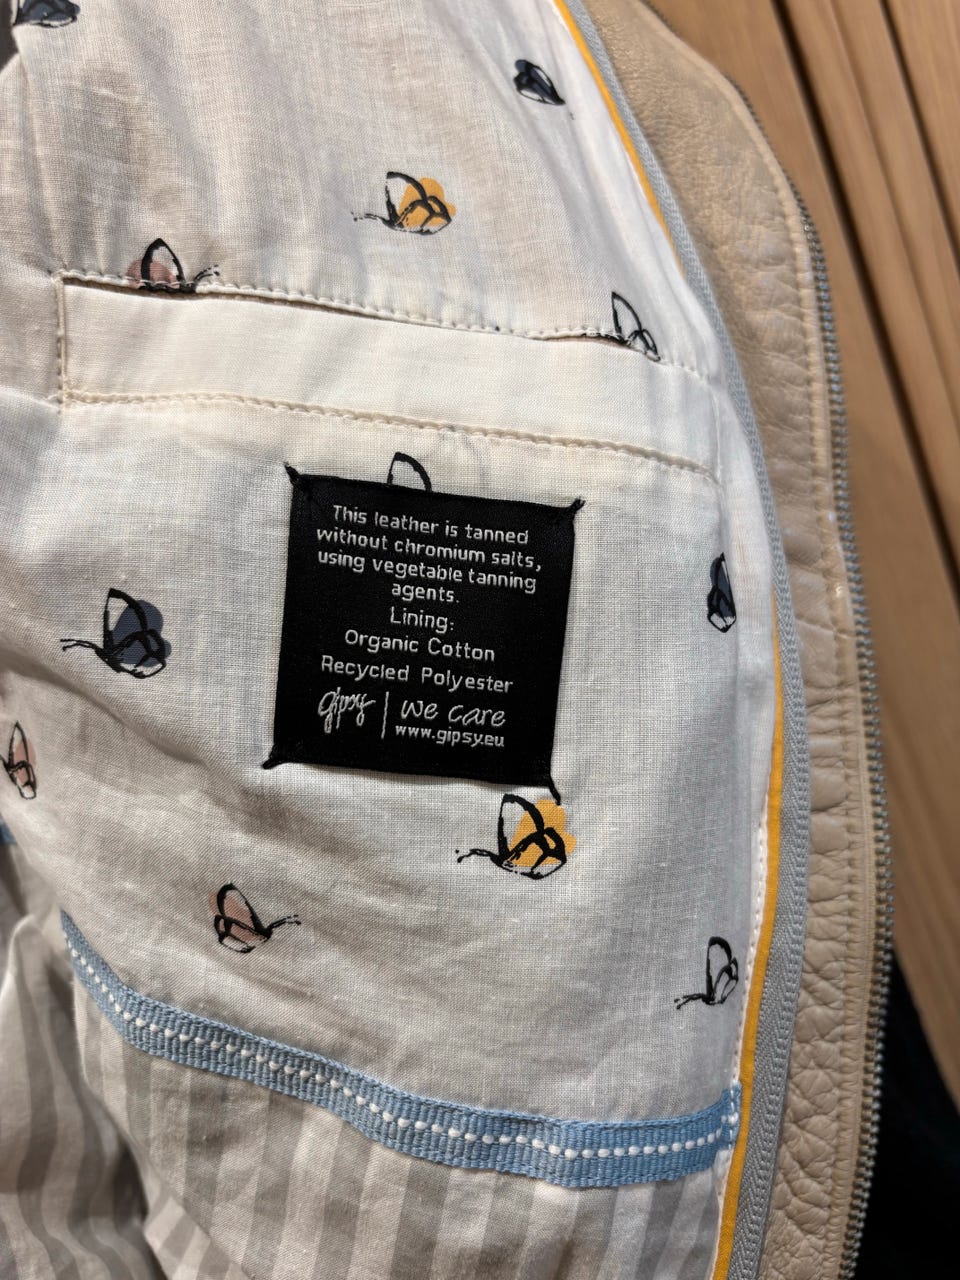 This leather is tanned
without chromium salts,
using vegetable tanning
agents.
Lining:
Organic Cotton
Recycled Polyester
gipsy | we care
www.gipsy.eu